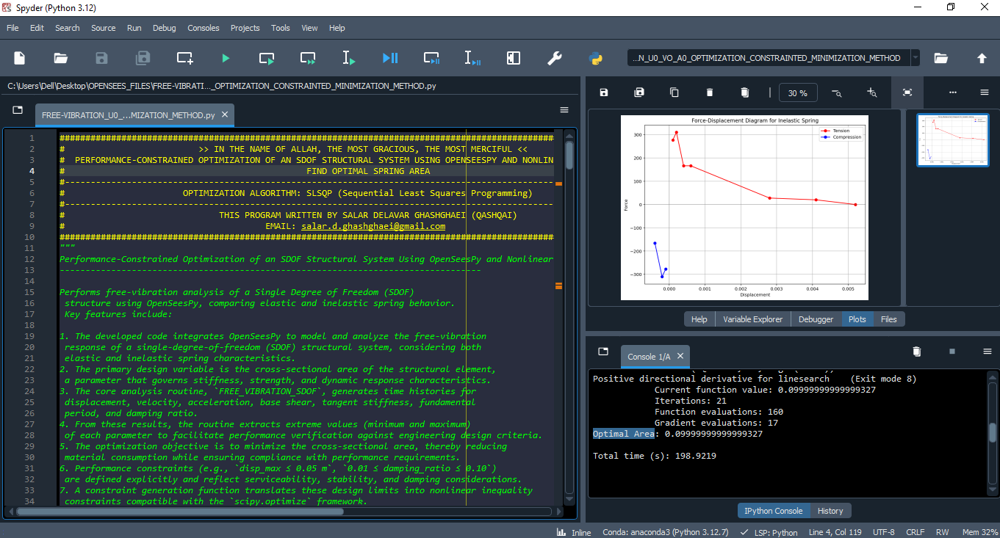 Spyder (Python 3.12)
File Edit Search Source Run Debug Consoles Projects Tools View Help
...N_U0_VO_A0_OPTIMIZATION_CONSTRAINTED_MINIMIZATION_METHOD
C:\Users\Dell\Desktop\OPENSEES_FILES\FREE-VIBRATI..._OPTIMIZATION_CONSTRAINTED_MINIMIZATION_METHOD.py
FREE-VIBRATION_U0_...MIZATION_METHOD.py
1 ################################################################################################
2 # >> IN THE NAME OF ALLAH, THE MOST GRACIOUS, THE MOST MERCIFUL <<
3 # PERFORMANCE-CONSTRAINED OPTIMIZATION OF AN SDOF STRUCTURAL SYSTEM USING OPENSEESPY AND NONLIN
4 # FIND OPTIMAL SPRING AREA
5 #-----------------------------------------------------------------------------------------------
6 # OPTIMIZATION ALGORITHM: SLSQP (Sequential Least Squares Programming)
7 #-----------------------------------------------------------------------------------------------
8 # THIS PROGRAM WRITTEN BY SALAR DELAVAR GHASHGHAEI (QASHQAI)
9 # EMAIL: salar.d.ghashghaei@gmail.com
10 ################################################################################################
11 """
12 Performance-Constrained Optimization of an SDOF Structural System Using OpenSeesPy and Nonlinear
13 ----------------------------------------------------------------------------------
14
15 Performs free-vibration analysis of a Single Degree of Freedom (SDOF)
16 structure using OpenSeesPy, comparing elastic and inelastic spring behavior.
17 Key features include:
18
19 1. The developed code integrates OpenSeesPy to model and analyze the free-vibration
20 response of a single-degree-of-freedom (SDOF) structural system, considering both
21 elastic and inelastic spring characteristics.
22 2. The primary design variable is the cross-sectional area of the structural element,
23 a parameter that governs stiffness, strength, and dynamic response characteristics.
24 3. The core analysis routine, `FREE_VIBRATION_SDOF`, generates time histories for
25 displacement, velocity, acceleration, base shear, tangent stiffness, fundamental
26 period, and damping ratio.
27 4. From these results, the routine extracts extreme values (minimum and maximum)
28 of each parameter to facilitate performance verification against engineering design criteria.
29 5. The optimization objective is to minimize the cross-sectional area, thereby reducing
30 material consumption while ensuring compliance with performance requirements.
31 6. Performance constraints (e.g., `disp_max ≤ 0.05 m`, `0.01 ≤ damping_ratio ≤ 0.10`)
32 are defined explicitly and reflect serviceability, stability, and damping considerations.
33 7. A constraint generation function translates these design limits into nonlinear inequality
34 constraints compatible with the `scipy.optimize` framework.
30 %
Force-Displacement Diagram for Inelastic Spring
Tension
Compression
300
200
100
0
−100
−200
−300
Force
0.000 0.001 0.002 0.003 0.004 0.005
Displacement
Help Variable Explorer Debugger Plots Files
Console 1/A
Positive directional derivative for linesearch (Exit mode 8)
Current function value: 0.09999999999999327
Iterations: 21
Function evaluations: 160
Gradient evaluations: 17
Optimal Area: 0.09999999999999327
Total time (s): 198.9219
IPython Console History
Inline Conda: anaconda3 (Python 3.12.7) LSP: Python Line 4, Col 119 UTF-8 CRLF RW Mem 32%